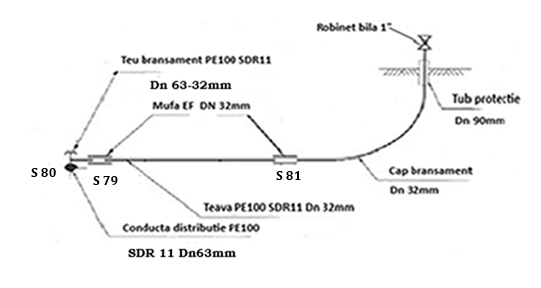 Robinet bila 1"
Teu bransament PE100 SDR11
Dn 63-32mm
Mufa EF DN 32mm
Tub protectie
Dn 90mm
S 80
S 79
S 81
Cap bransament
Dn 32mm
Teava PE100 SDR11 Dn 32mm
Conducta distributie PE100
SDR 11 Dn63mm